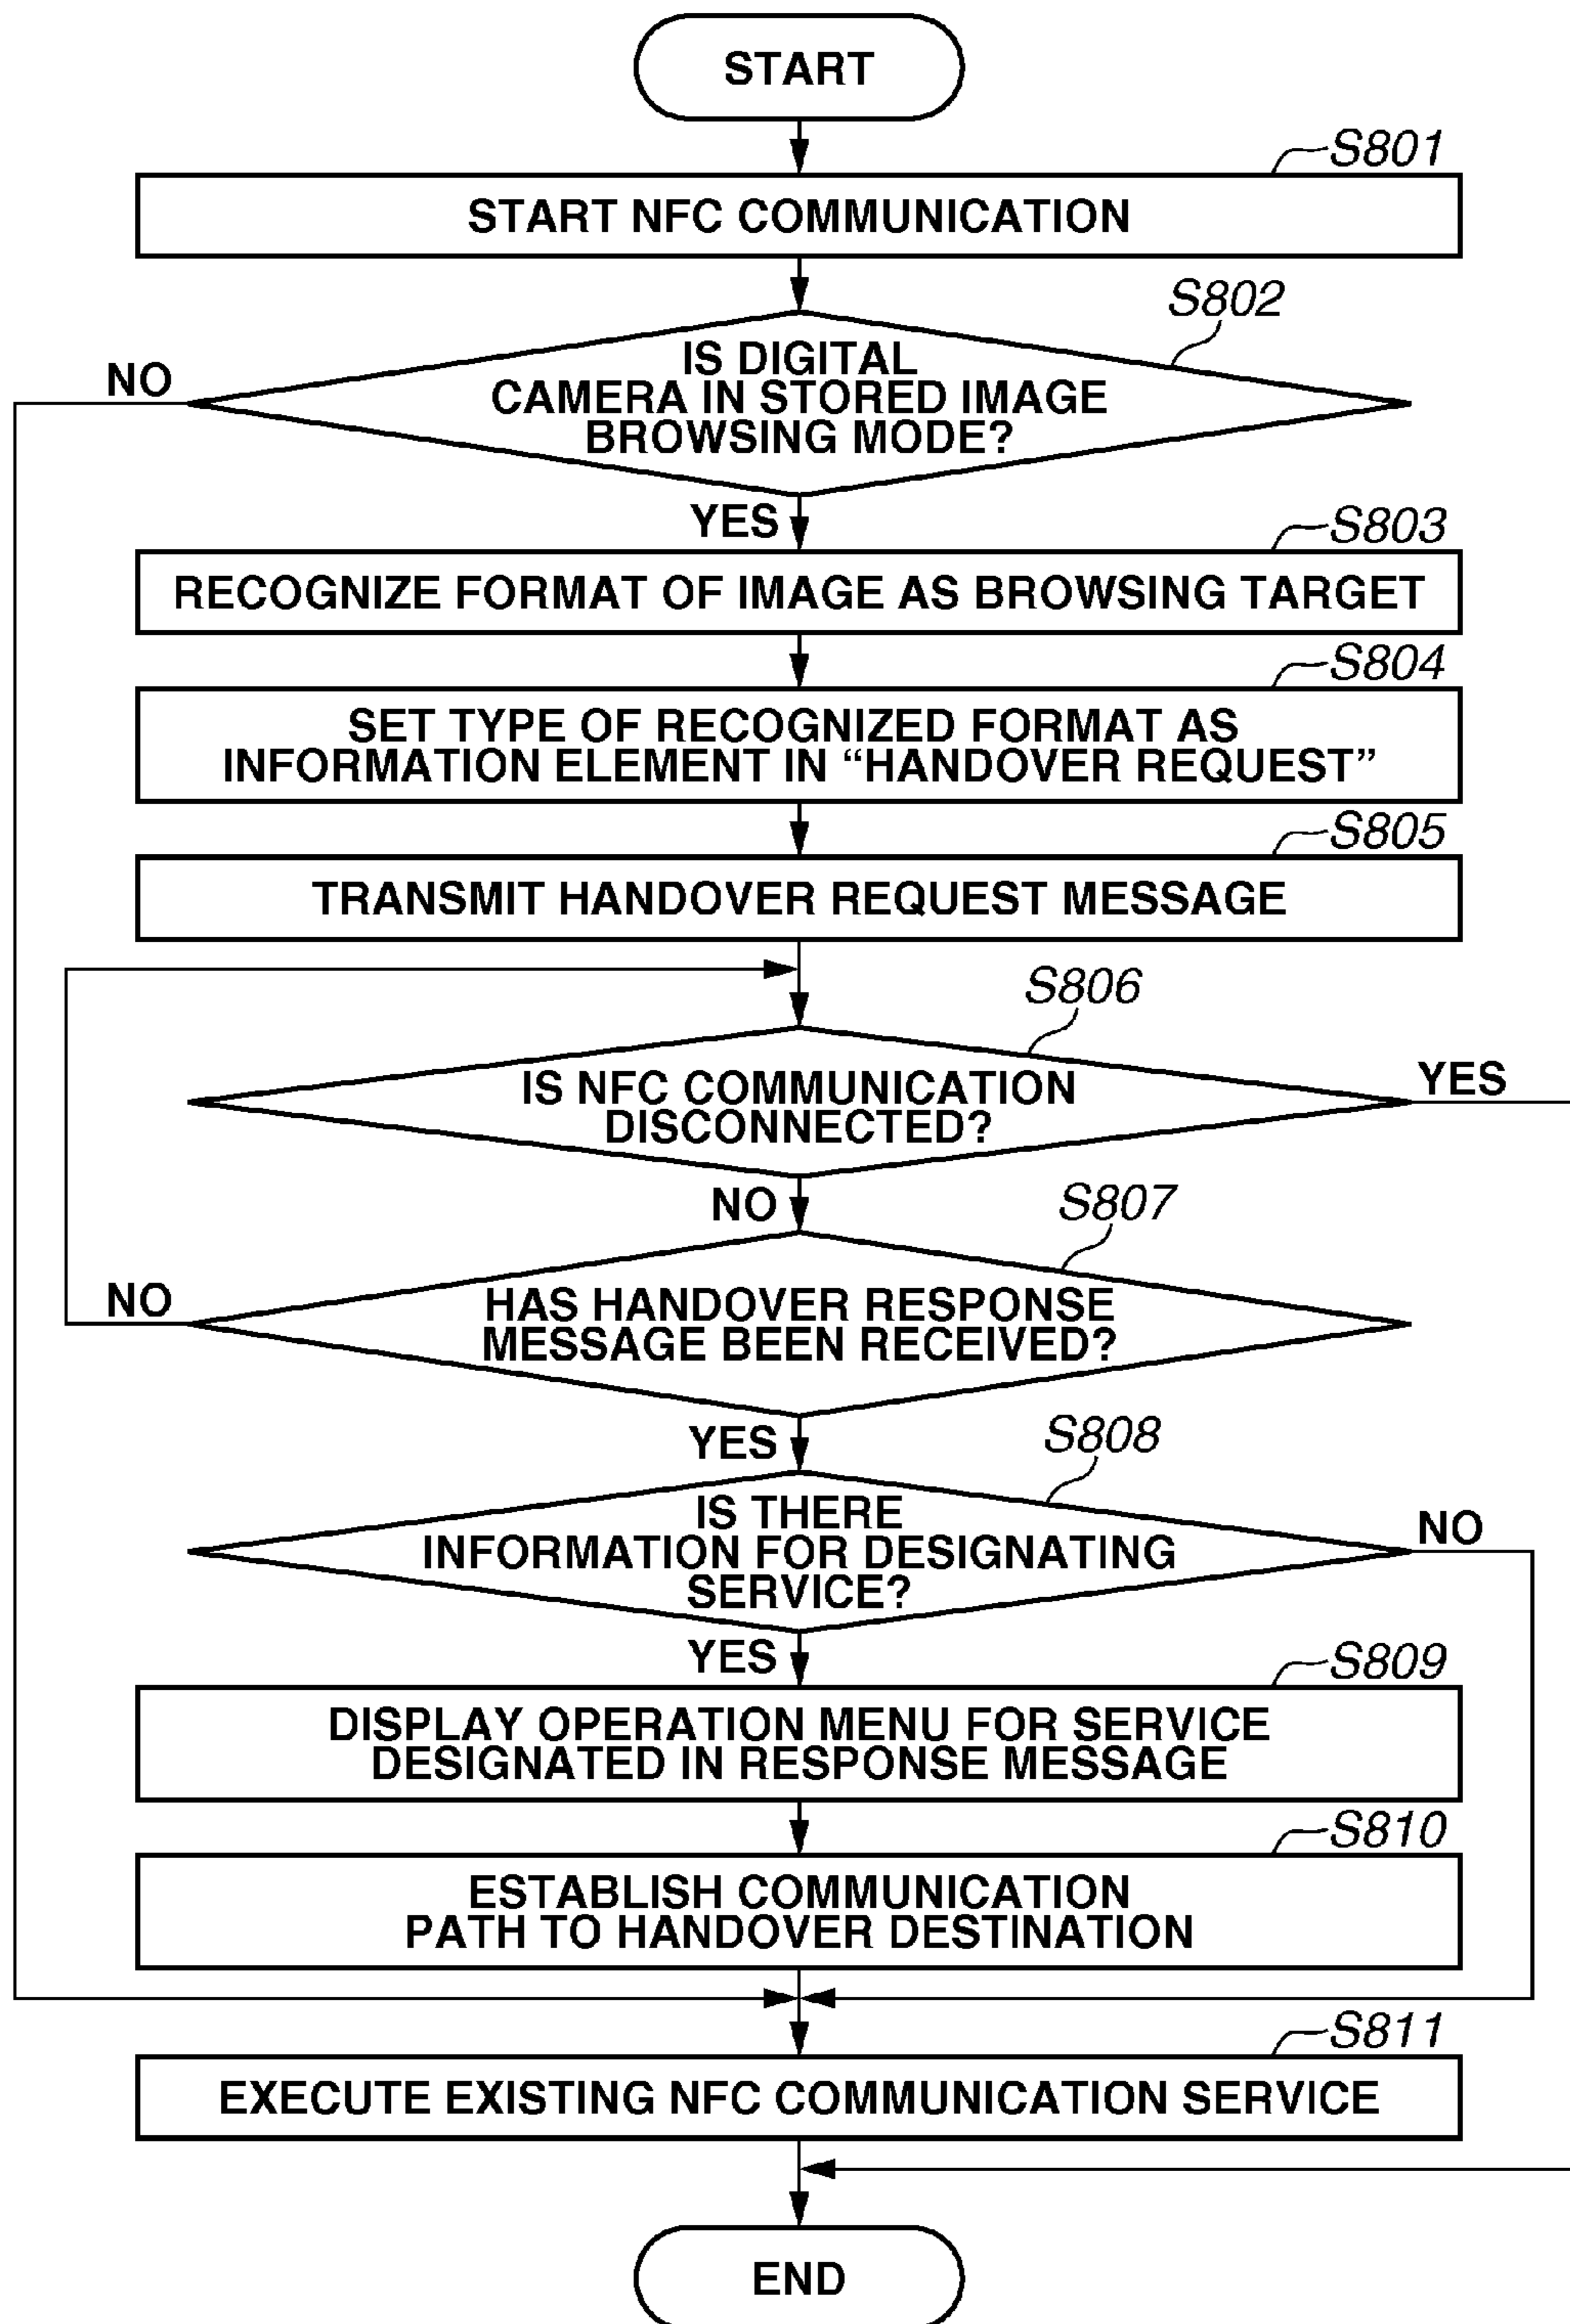 START
S801
START NFC COMMUNICATION
S802
IS DIGITAL
CAMERA IN STORED IMAGE
BROWSING MODE?
NO
YES
S803
RECOGNIZE FORMAT OF IMAGE AS BROWSING TARGET
S804
SET TYPE OF RECOGNIZED FORMAT AS
INFORMATION ELEMENT IN “HANDOVER REQUEST”
S805
TRANSMIT HANDOVER REQUEST MESSAGE
S806
IS NFC COMMUNICATION
DISCONNECTED?
YES
NO
S807
HAS HANDOVER RESPONSE
MESSAGE BEEN RECEIVED?
NO
YES
S808
IS THERE
INFORMATION FOR DESIGNATING
SERVICE?
NO
YES
S809
DISPLAY OPERATION MENU FOR SERVICE
DESIGNATED IN RESPONSE MESSAGE
S810
ESTABLISH COMMUNICATION
PATH TO HANDOVER DESTINATION
S811
EXECUTE EXISTING NFC COMMUNICATION SERVICE
END